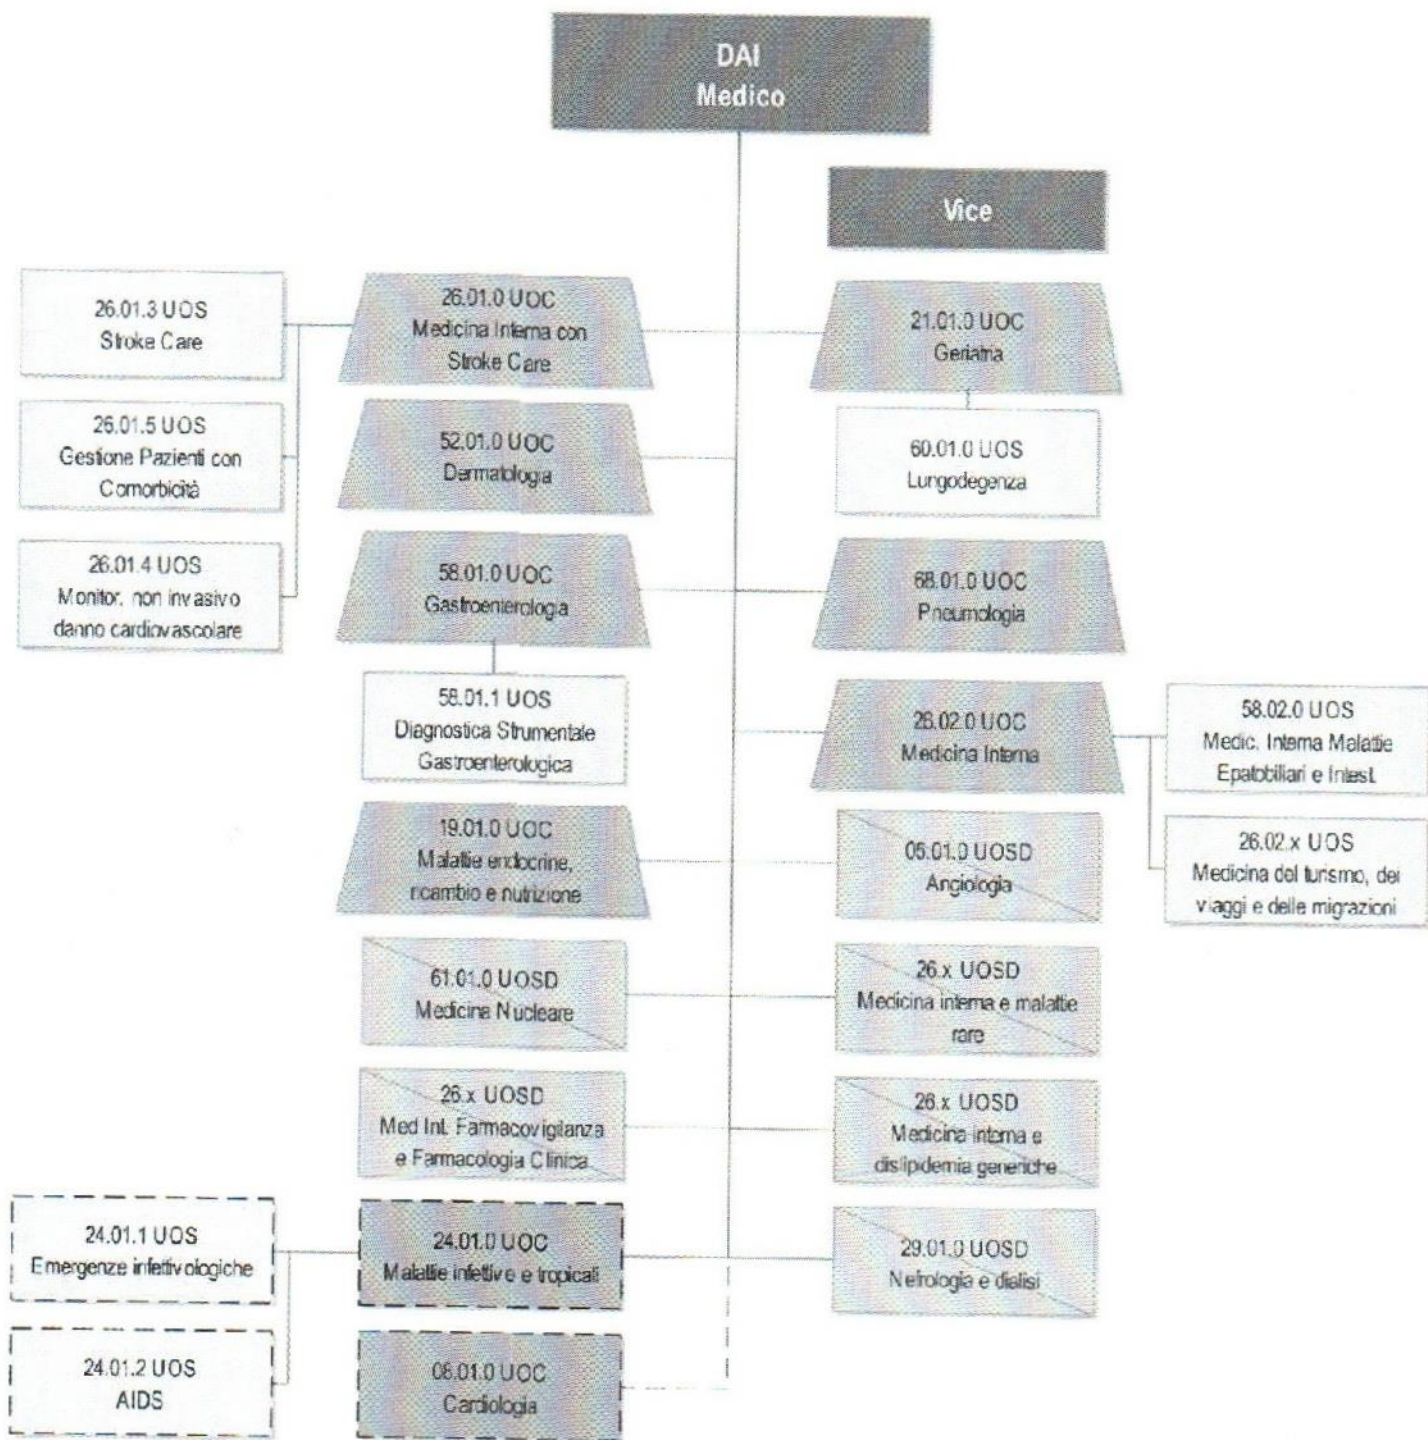 DAI
Medico
Vice
26.01.3 UOS
Stroke Care
26.01.0 UOC
Medicina Interna con
Stroke Care
21.01.0 UOC
Geriatria
26.01.5 UOS
Gestione Pazienti con
Comorbicità
52.01.0 UOC
Dermatologia
60.01.0 UOS
Lungodegenza
26.01.4 UOS
Monitor. non invasivo
danno cardiovascolare
58.01.0 UOC
Gastroenterologia
68.01.0 UOC
Pneumologia
58.01.1 UOS
Diagnostica Strumentale
Gastroenterologica
26.02.0 UOC
Medicina Interna
58.02.0 UOS
Medic. Interna Malattie
Epatobiliari e Intest.
19.01.0 UOC
Malattie endocrine,
ricambio e nutrizione
05.01.0 UOSD
Angiologia
26.02.x UOS
Medicina del turismo, dei
viaggi e delle migrazioni
61.01.0 UOSD
Medicina Nucleare
26.x UOSD
Medicina interna e malattie
rare
26.x UOSD
Med Int. Farmacovigilanza
e Farmacologia Clinica
26.x UOSD
Medicina interna e
dislipidemia generiche
24.01.1 UOS
Emergenze infettivologiche
24.01.0 UOC
Malattie infettive e tropicali
29.01.0 UOSD
Nefrologia e dialisi
24.01.2 UOS
AIDS
08.01.0 UOC
Cardiologia